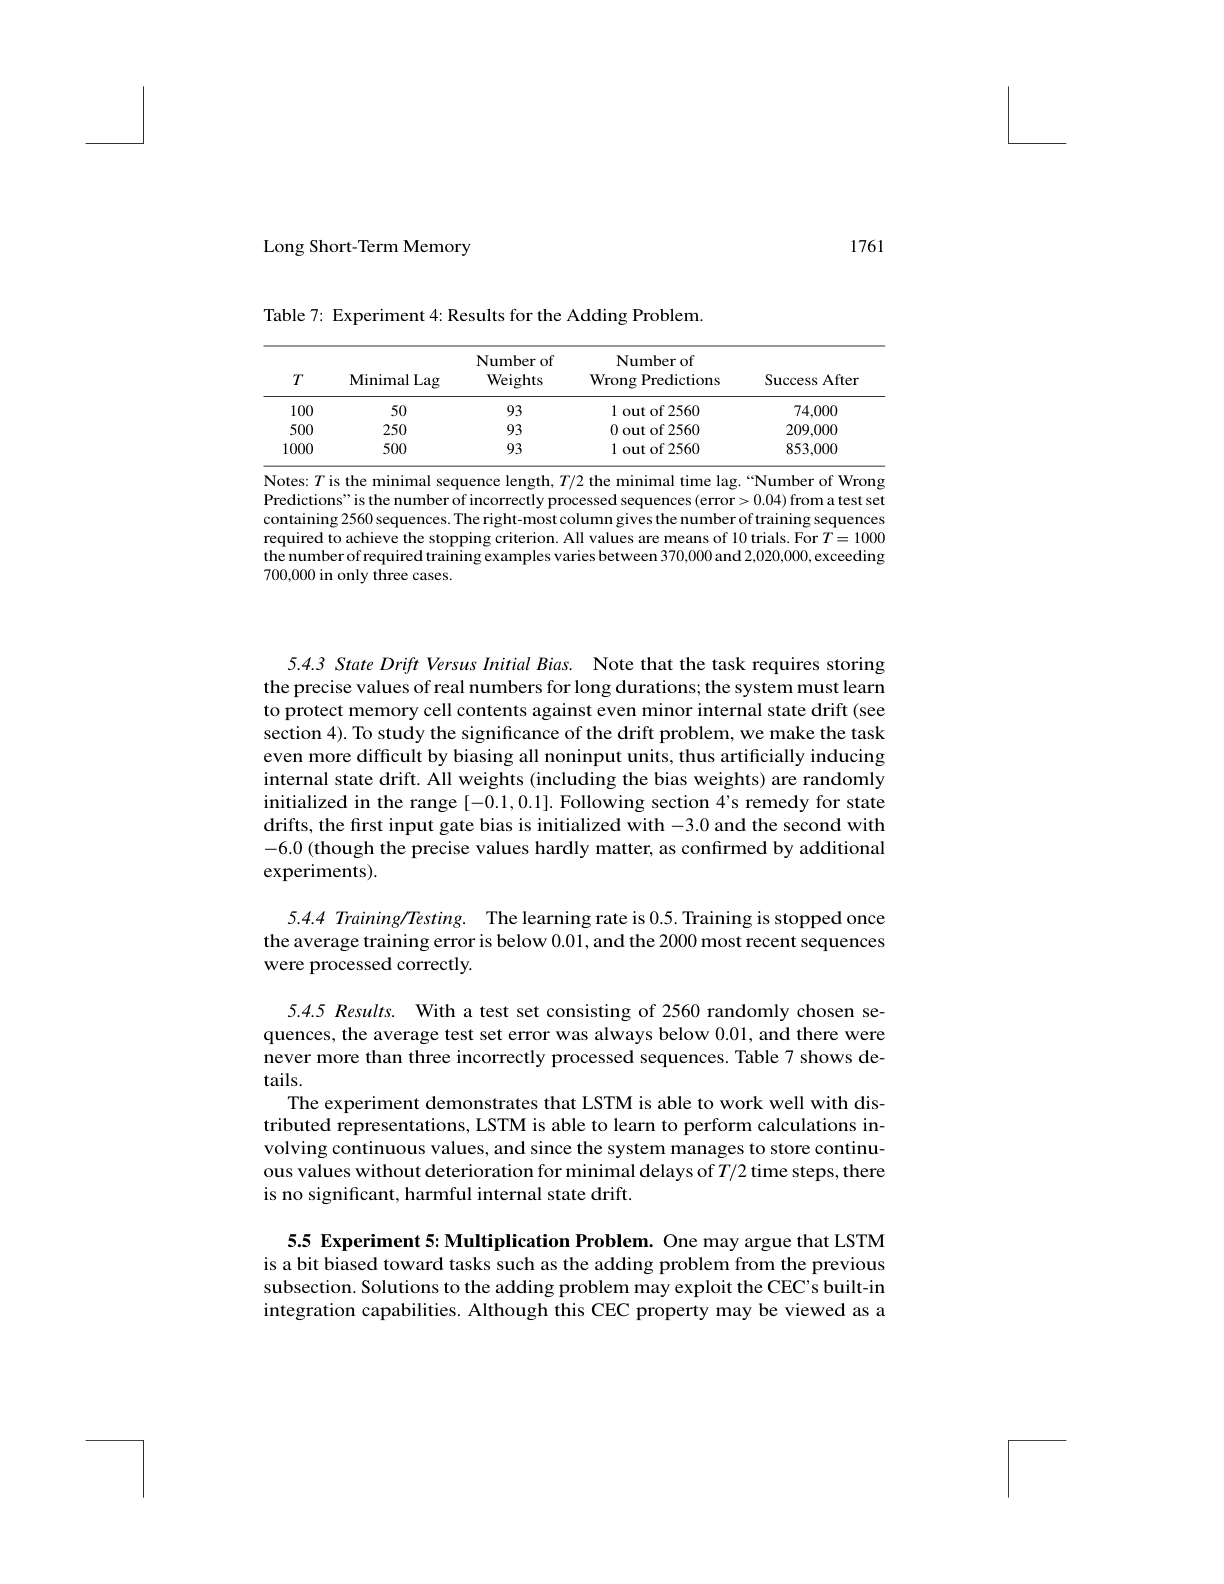 Long Short-Term Memory 1761
Table 7: Experiment 4: Results for the Adding Problem.
Number of Number of
T Minimal Lag Weights Wrong Predictions Success After
100 50 93 1 out of 2560 74,000
500 250 93 0 out of 2560 209,000
1000 500 93 1 out of 2560 853,000
Notes: T is the minimal sequence length, T/2 the minimal time lag. “Number of Wrong
Predictions” is the number of incorrectly processed sequences (error > 0.04) from a test set
containing 2560 sequences. The right-most column gives the number of training sequences
required to achieve the stopping criterion. All values are means of 10 trials. For T = 1000
the number of required training examples varies between 370,000 and 2,020,000, exceeding
700,000 in only three cases.
5.4.3 State Drift Versus Initial Bias. Note that the task requires storing
the precise values of real numbers for long durations; the system must learn
to protect memory cell contents against even minor internal state drift (see
section 4). To study the significance of the drift problem, we make the task
even more difficult by biasing all noninput units, thus artificially inducing
internal state drift. All weights (including the bias weights) are randomly
initialized in the range [−0.1, 0.1]. Following section 4’s remedy for state
drifts, the first input gate bias is initialized with −3.0 and the second with
−6.0 (though the precise values hardly matter, as confirmed by additional
experiments).
5.4.4 Training/Testing. The learning rate is 0.5. Training is stopped once
the average training error is below 0.01, and the 2000 most recent sequences
were processed correctly.
5.4.5 Results. With a test set consisting of 2560 randomly chosen se-
quences, the average test set error was always below 0.01, and there were
never more than three incorrectly processed sequences. Table 7 shows de-
tails.
The experiment demonstrates that LSTM is able to work well with dis-
tributed representations, LSTM is able to learn to perform calculations in-
volving continuous values, and since the system manages to store continu-
ous values without deterioration for minimal delays of T/2 time steps, there
is no significant, harmful internal state drift.
5.5 Experiment 5: Multiplication Problem. One may argue that LSTM
is a bit biased toward tasks such as the adding problem from the previous
subsection. Solutions to the adding problem may exploit the CEC’s built-in
integration capabilities. Although this CEC property may be viewed as a